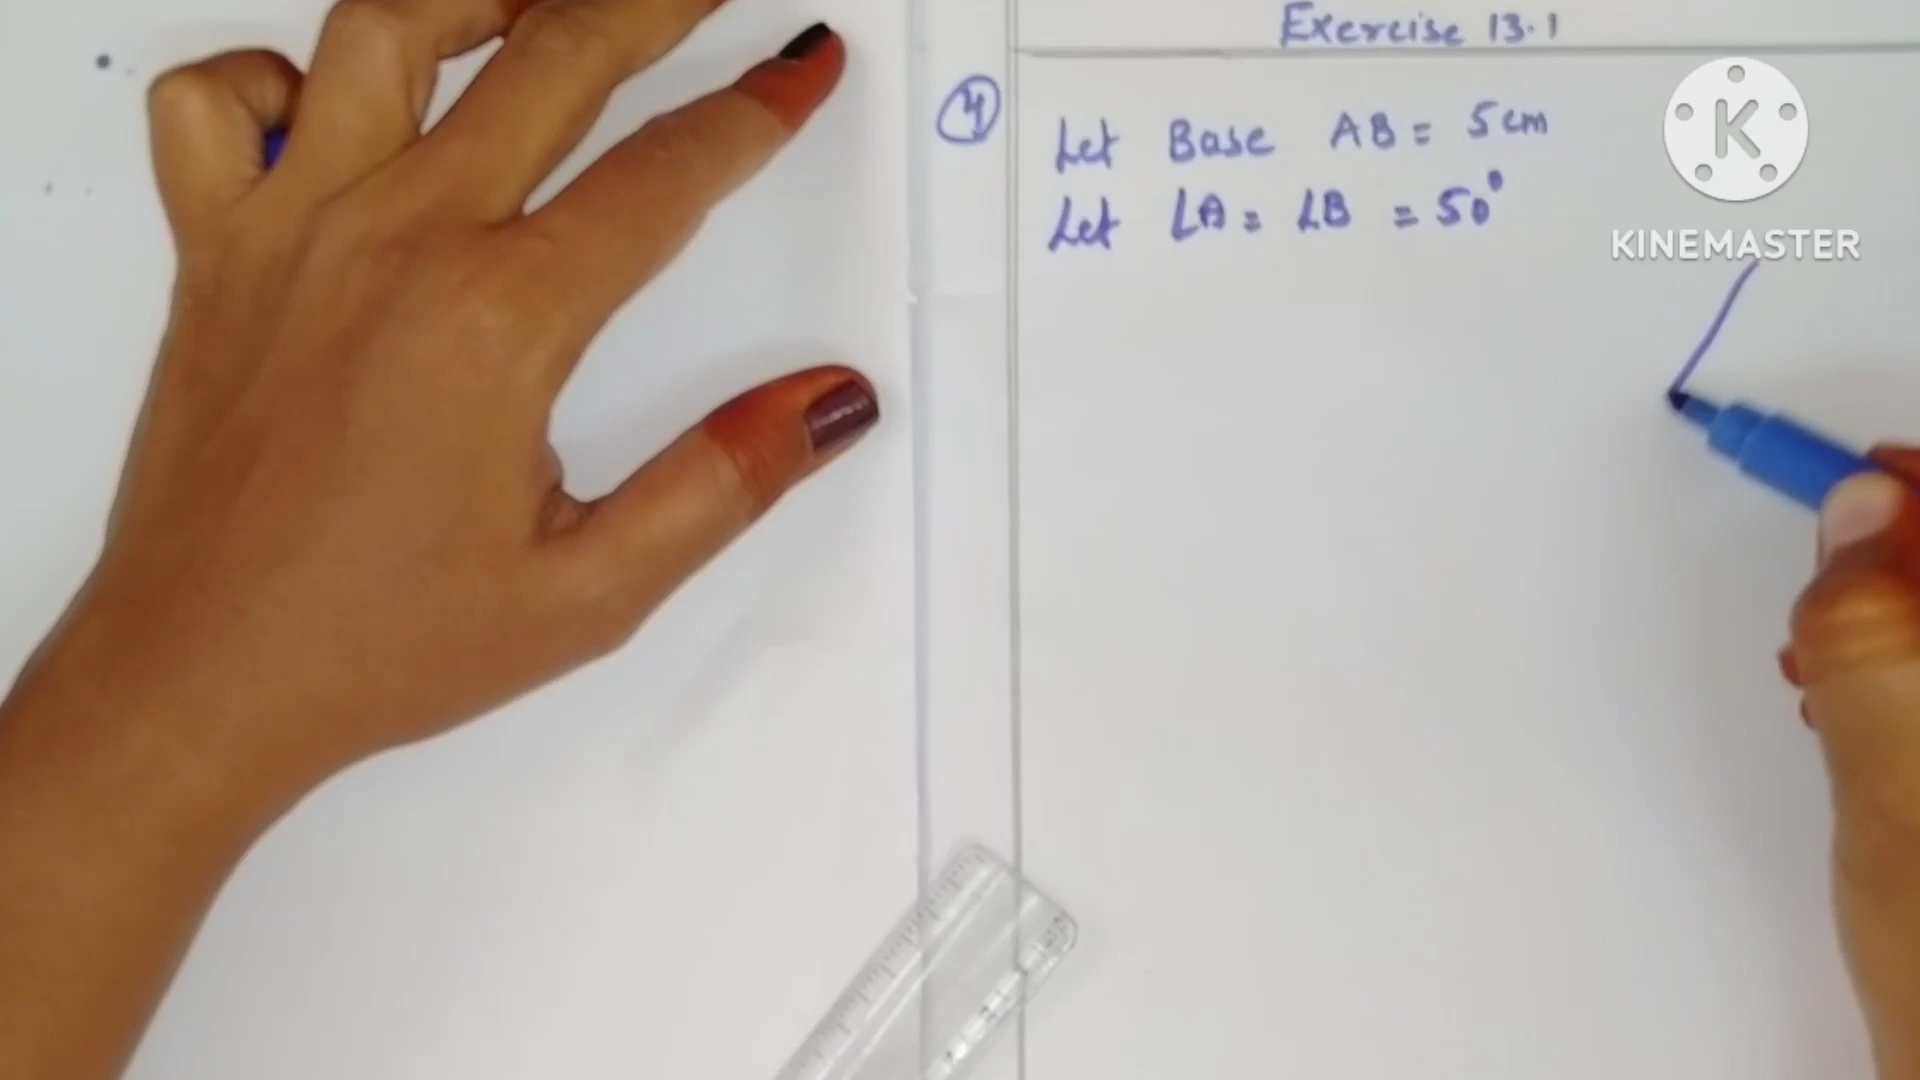 Exercise 13.1
4
Let Base AB = 5cm
Let ∠A = ∠B = 50°
K
KINEMASTER